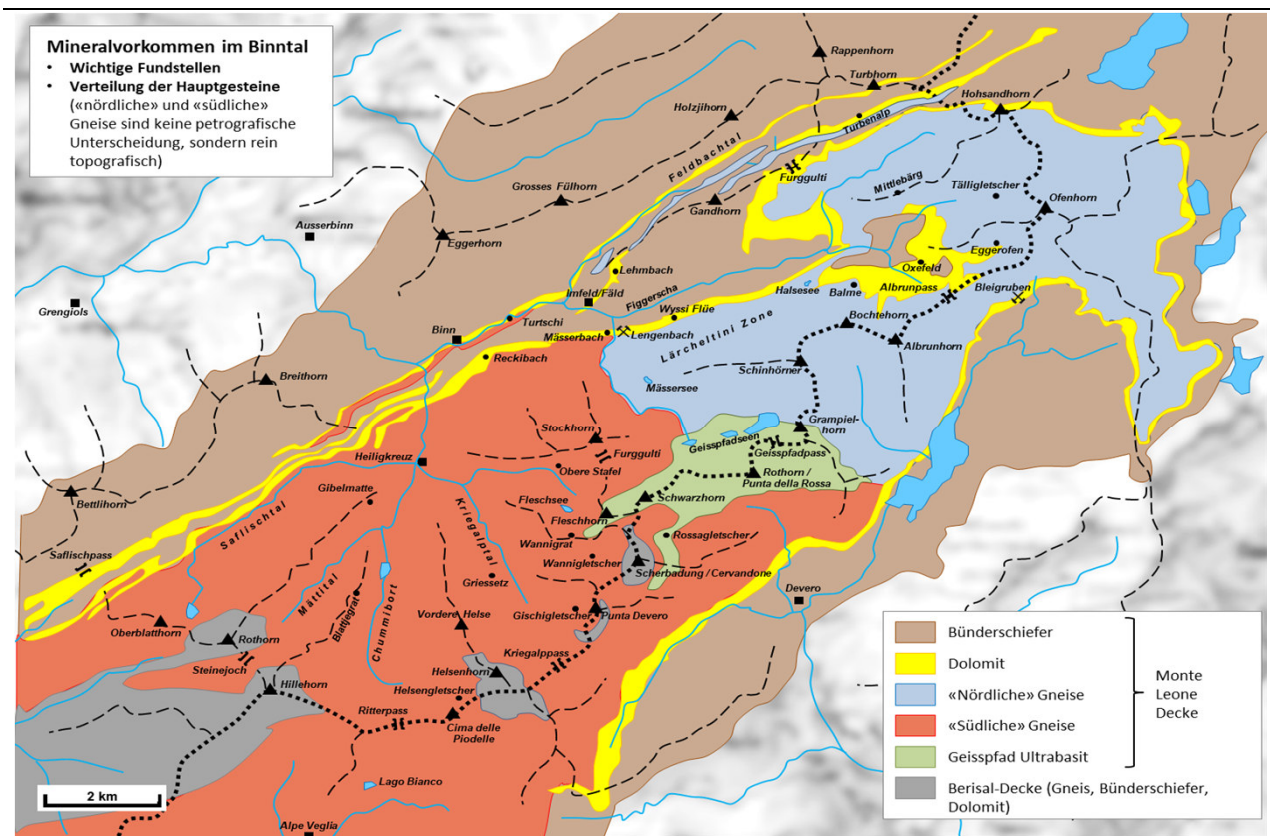 Mineralvorkommen im Binntal
• Wichtige Fundstellen
• Verteilung der Hauptgesteine
(«nördliche» und «südliche»
Gneise sind keine petrografische
Unterscheidung, sondern rein
topografisch)
Rappenhorn
Turbhorn
Hohsandhorn
Holzjihorn
Turbenalp
Feldbachtal
Furggulti
Mittlebärg
Tälligletscher
Grosses Fülhorn
Gandhorn
Ofenhorn
Ausserbinn
Eggerhorn
Eggerofen
Lehmbach
Oxefeld
Grengiols
Imfeld/Fäld
Figgerscha
Halsesee
Balme
Albrunpass
Bleigruben
Wyssi Flüe
Turtschi
Binn
Mässerbach
Lengenbach
Lärcheltini Zone
Bochtehorn
Albrunhorn
Reckibach
Breithorn
Schinhörner
Mässersee
Grampiel-
horn
Stockhorn
Geisspfadseen
Geisspfadpass
Furggulti
Heiligkreuz
Obere Stafel
Rothorn /
Punta della Rossa
Bettlihorn
Gibelmatte
Fleschsee
Schwarzhorn
Saflischtal
Kriegalptal
Fleschhorn
Wannigrat
Rossagletscher
Saflischpass
Wannigletscher
Scherbadung / Cervandone
Mättital
Griessetz
Devero
Blattjegrat
Chummibort
Vordere Helse
Gischigletscher
Punta Devero
Oberblatthorn
Rothorn
Steinejoch
Kriegalppass
Helsenhorn
Hillehorn
Helsengletscher
Ritterpass
Cima delle
Piodelle
Lago Bianco
Alpe Veglia
2 km
Bünderschiefer
Dolomit
«Nördliche» Gneise
«Südliche» Gneise
Geisspfad Ultrabasit
Monte
Leone
Decke
Berisal-Decke (Gneis, Bünderschiefer,
Dolomit)